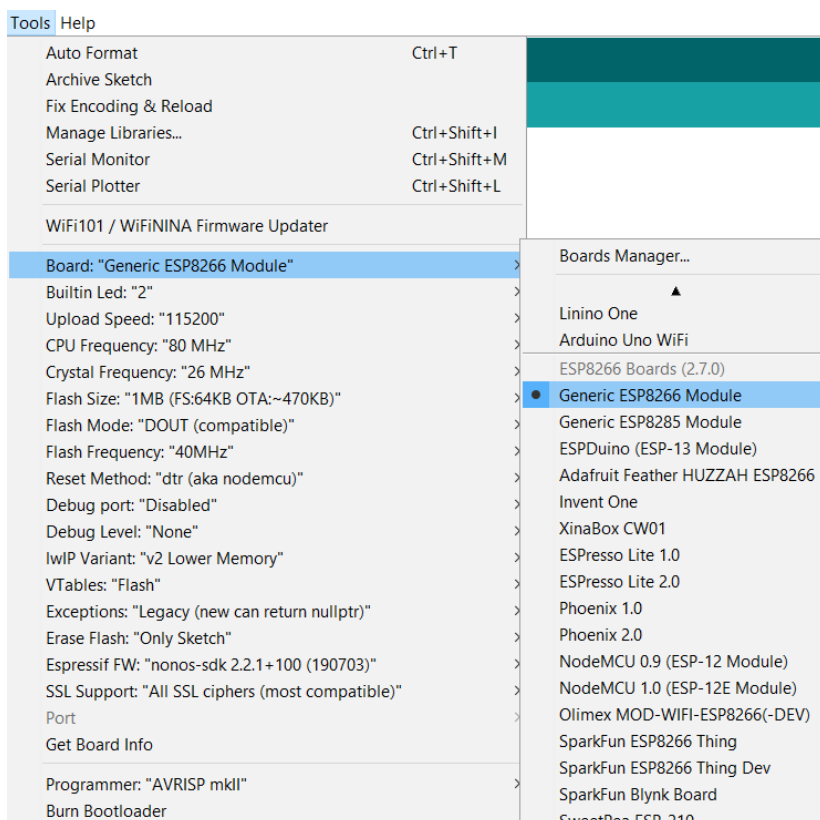 Tools Help
Auto Format Ctrl+T
Archive Sketch
Fix Encoding & Reload
Manage Libraries... Ctrl+Shift+I
Serial Monitor Ctrl+Shift+M
Serial Plotter Ctrl+Shift+L
WiFi101 / WiFiNINA Firmware Updater
Board: "Generic ESP8266 Module"
Builtin Led: "2"
Upload Speed: "115200"
CPU Frequency: "80 MHz"
Crystal Frequency: "26 MHz"
Flash Size: "1MB (FS:64KB OTA:~470KB)"
Flash Mode: "DOUT (compatible)"
Flash Frequency: "40MHz"
Reset Method: "dtr (aka nodemcu)"
Debug port: "Disabled"
Debug Level: "None"
lwIP Variant: "v2 Lower Memory"
VTables: "Flash"
Exceptions: "Legacy (new can return nullptr)"
Erase Flash: "Only Sketch"
Espressif FW: "nonos-sdk 2.2.1+100 (190703)"
SSL Support: "All SSL ciphers (most compatible)"
Port
Get Board Info
Programmer: "AVRISP mkII"
Burn Bootloader
Boards Manager...
Linino One
Arduino Uno WiFi
ESP8266 Boards (2.7.0)
Generic ESP8266 Module
Generic ESP8285 Module
ESPDuino (ESP-13 Module)
Adafruit Feather HUZZAH ESP8266
Invent One
XinaBox CW01
ESPresso Lite 1.0
ESPresso Lite 2.0
Phoenix 1.0
Phoenix 2.0
NodeMCU 0.9 (ESP-12 Module)
NodeMCU 1.0 (ESP-12E Module)
Olimex MOD-WIFI-ESP8266(-DEV)
SparkFun ESP8266 Thing
SparkFun ESP8266 Thing Dev
SparkFun Blynk Board
SweetPea ESP-210